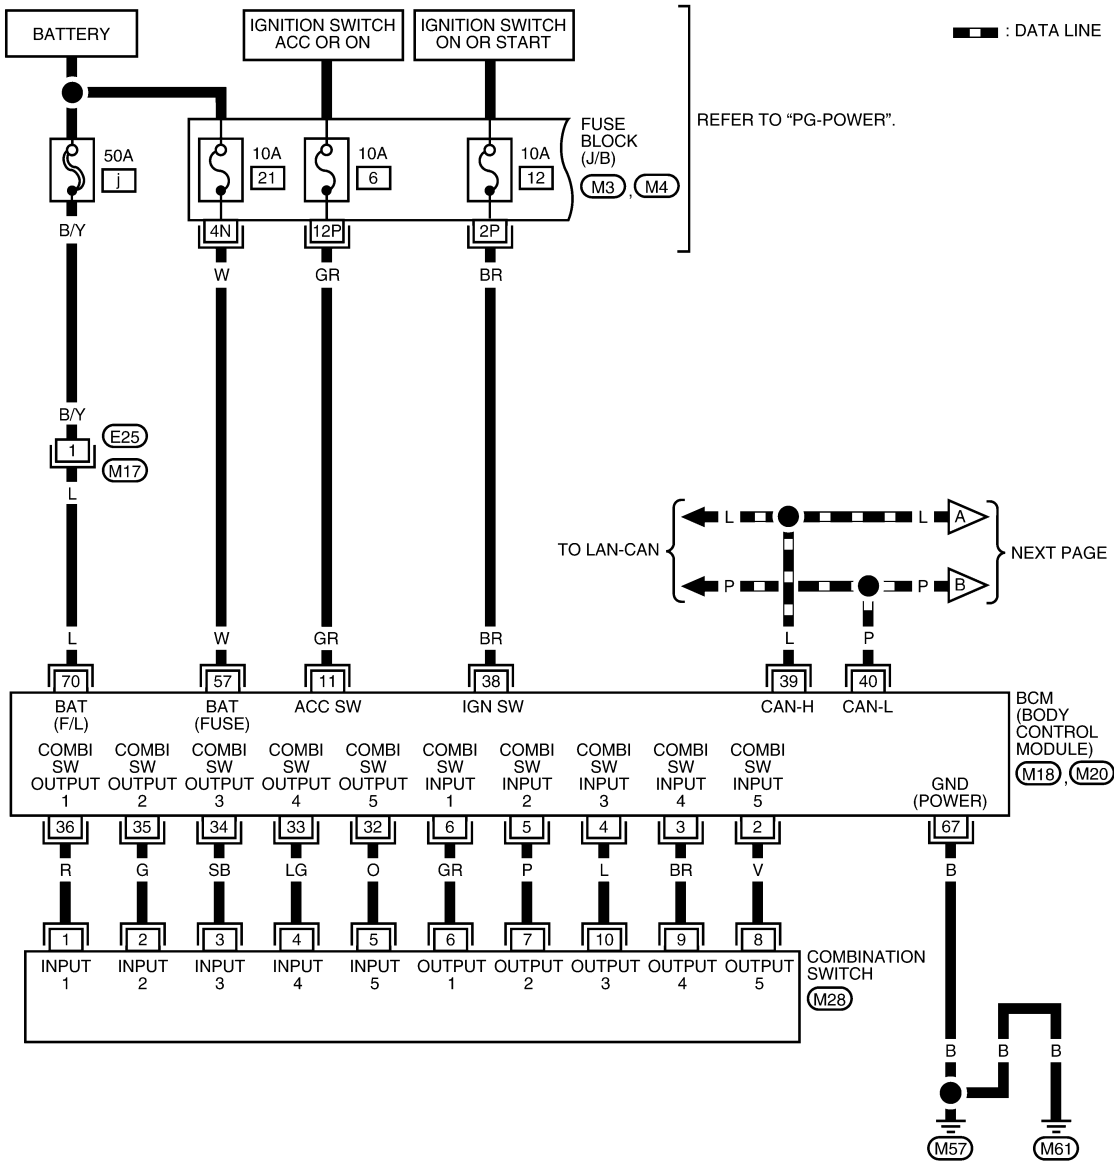 BATTERY
IGNITION SWITCH
ACC OR ON
IGNITION SWITCH
ON OR START
: DATA LINE
REFER TO “PG-POWER”.
50A
j
10A
21
10A
6
10A
12
FUSE
BLOCK
(J/B)
M3 , M4
4N
12P
2P
B/Y
W
GR
BR
B/Y
1
E25
M17
L
TO LAN-CAN
L
L
A
P
P
B
NEXT PAGE
L
W
GR
BR
L
P
70
57
11
38
39
40
BAT
(F/L)
BAT
(FUSE)
ACC SW
IGN SW
CAN-H
CAN-L
BCM
(BODY
CONTROL
MODULE)
M18 , M20
COMBI
SW
OUTPUT
1
COMBI
SW
OUTPUT
2
COMBI
SW
OUTPUT
3
COMBI
SW
OUTPUT
4
COMBI
SW
OUTPUT
5
COMBI
SW
INPUT
1
COMBI
SW
INPUT
2
COMBI
SW
INPUT
3
COMBI
SW
INPUT
4
COMBI
SW
INPUT
5
GND
(POWER)
36
35
34
33
32
6
5
4
3
2
67
R
G
SB
LG
O
GR
P
L
BR
V
B
1
2
3
4
5
6
7
10
9
8
INPUT
1
INPUT
2
INPUT
3
INPUT
4
INPUT
5
OUTPUT
1
OUTPUT
2
OUTPUT
3
OUTPUT
4
OUTPUT
5
COMBINATION
SWITCH
M28
B
B
B
M57
M61